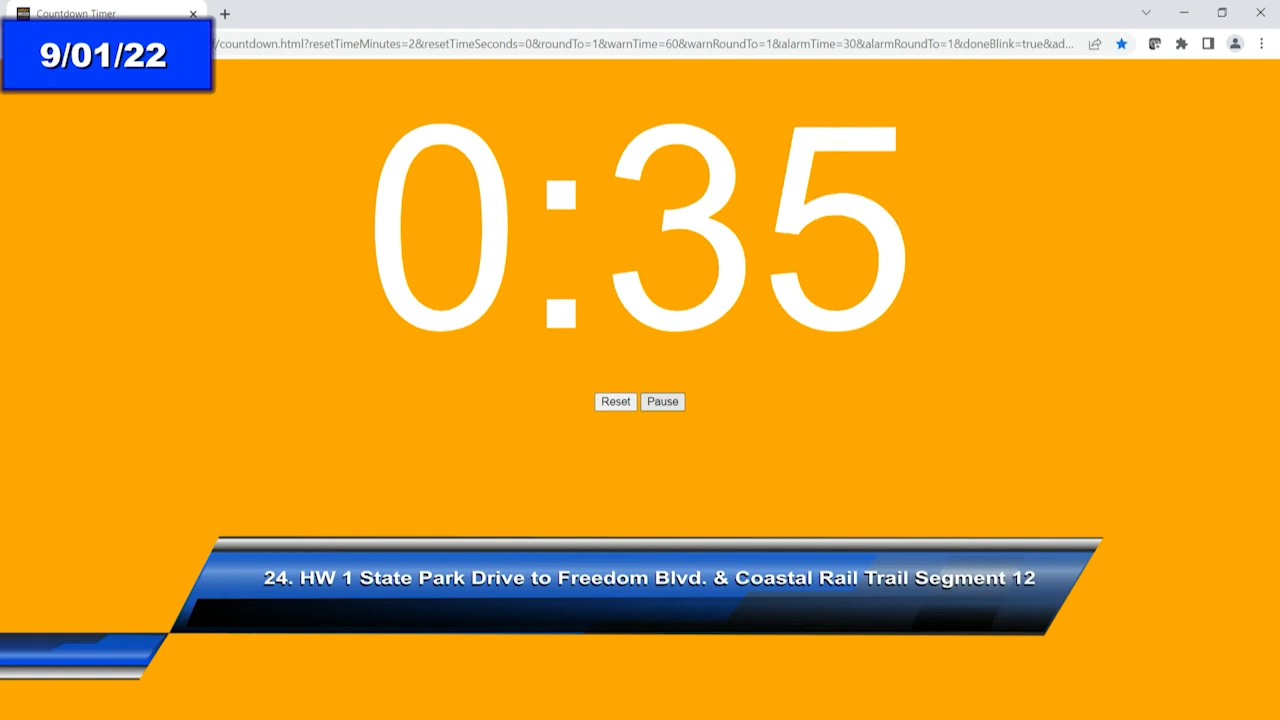 Countdown Timer
9/01/22
/countdown.html?resetTimeMinutes=2&resetTimeSeconds=0&roundTo=1&warnTime=60&warnRoundTo=1&alarmTime=30&alarmRoundTo=1&doneBlink=true&ad...
0:35
Reset Pause
24. HW 1 State Park Drive to Freedom Blvd. & Coastal Rail Trail Segment 12